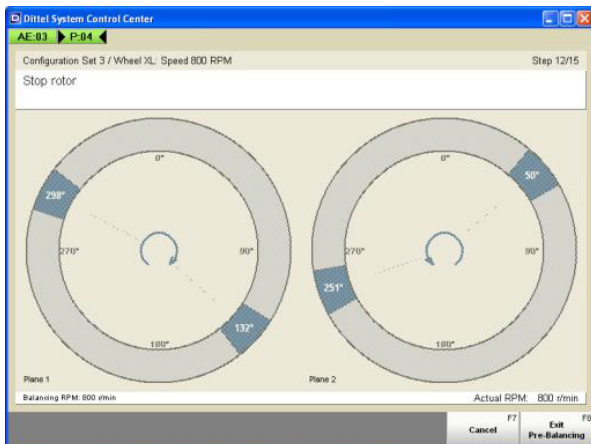 Dittel System Control Center
AE:03 P:04
Configuration Set 3 / Wheel XL: Speed 800 RPM Step 12/15
Stop rotor
0° 0°
298° 50°
270° 90° 270° 90°
251°
132°
180° 180°
Plane 1 Plane 2
Balancing RPM: 800 r/min Actual RPM: 800 r/min
F7 F8
Cancel Exit
Pre-Balancing